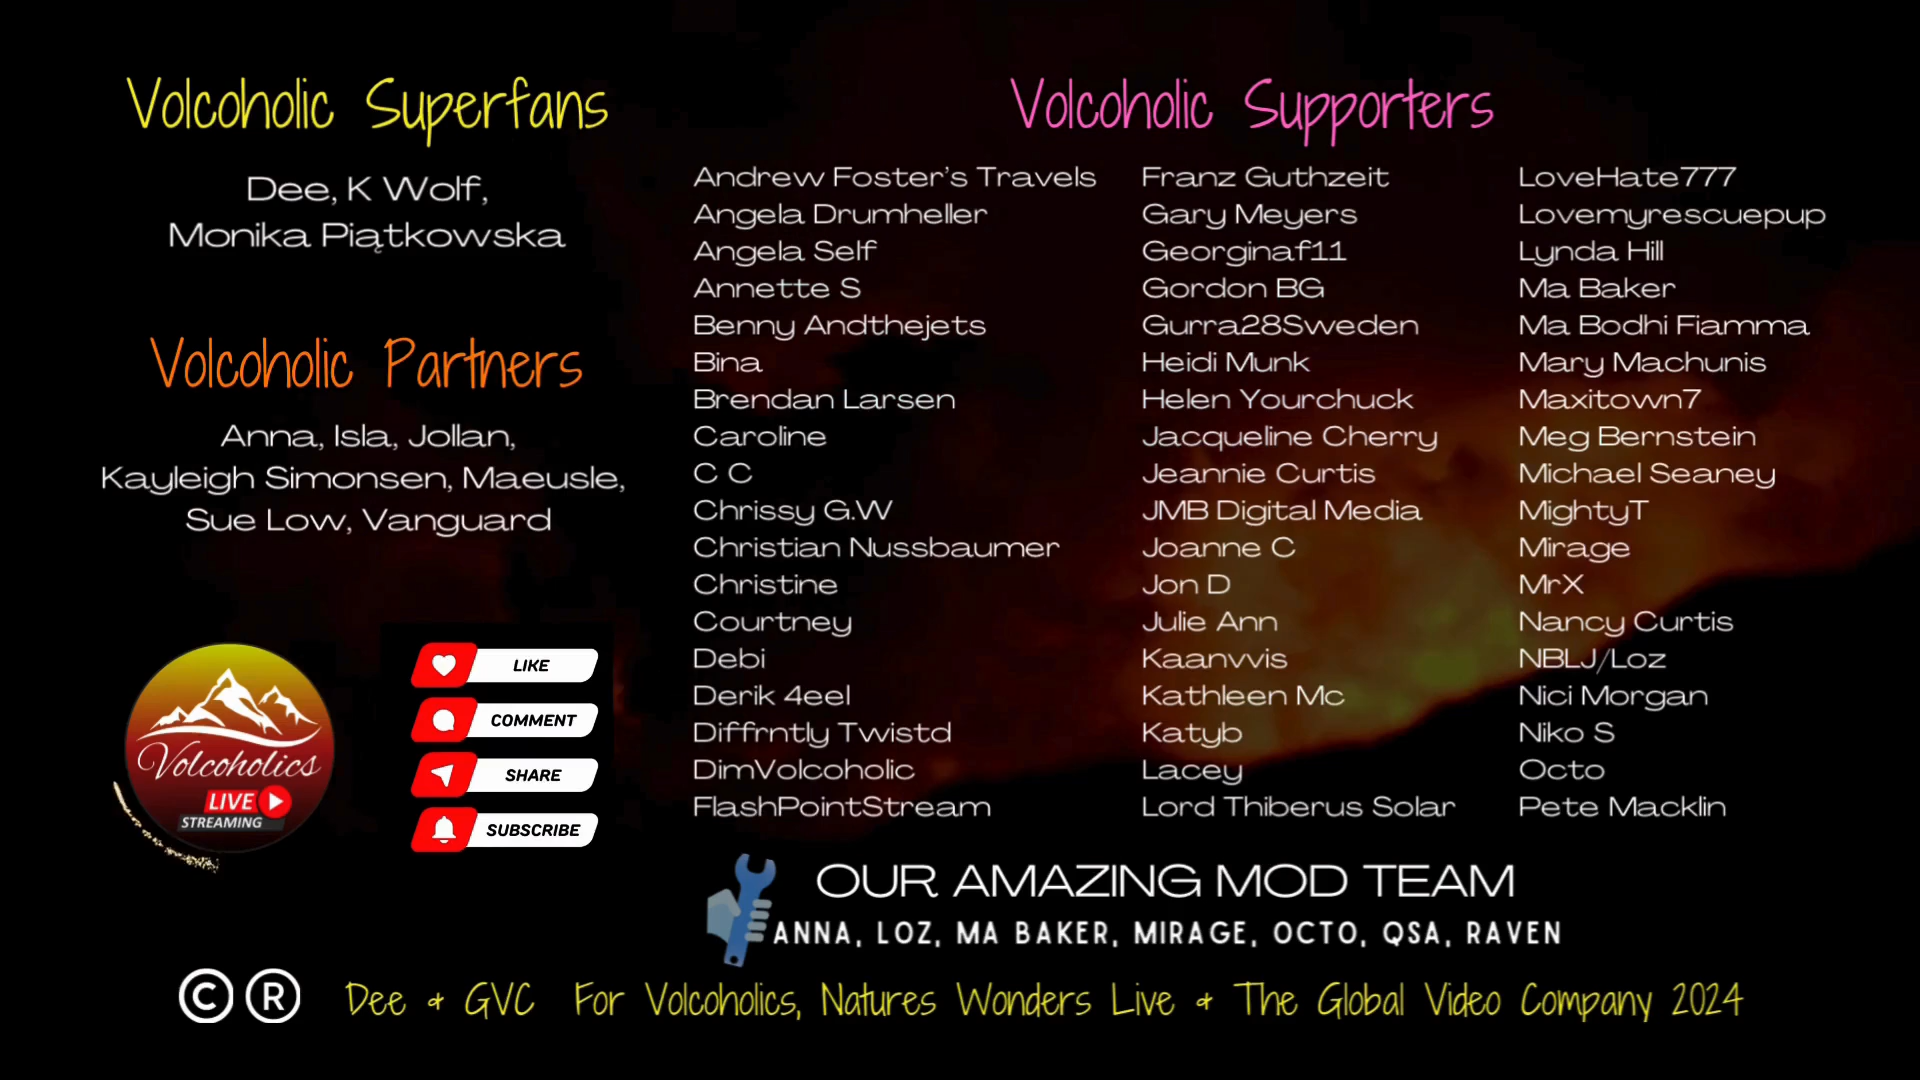 Volcoholic Superfans
Dee, K Wolf,
Monika Piątkowska
Volcoholic Partners
Anna, Isla, Jollan,
Kayleigh Simonsen, Maeusle,
Sue Low, Vanguard
Volcoholics
LIVE
STREAMING
LIKE
COMMENT
SHARE
SUBSCRIBE
Volcoholic Supporters
Andrew Foster's Travels
Angela Drumheller
Angela Self
Annette S
Benny Andthejets
Bina
Brendan Larsen
Caroline
C C
Chrissy G.W
Christian Nussbaumer
Christine
Courtney
Debi
Derik 4eel
Diffrntly Twistd
DimVolcoholic
FlashPointStream
Franz Guthzeit
Gary Meyers
Georginaf11
Gordon BG
Gurra28Sweden
Heidi Munk
Helen Yourchuck
Jacqueline Cherry
Jeannie Curtis
JMB Digital Media
Joanne C
Jon D
Julie Ann
Kaanvvis
Kathleen Mc
Katyb
Lacey
Lord Thiberus Solar
LoveHate777
Lovemyrescuepup
Lynda Hill
Ma Baker
Ma Bodhi Fiamma
Mary Machunis
Maxitown7
Meg Bernstein
Michael Seaney
MightyT
Mirage
MrX
Nancy Curtis
NBLJ/Loz
Nici Morgan
Niko S
Octo
Pete Macklin
OUR AMAZING MOD TEAM
ANNA, LOZ, MA BAKER, MIRAGE, OCTO, QSA, RAVEN
© ® Dee & GVC For Volcoholics, Natures Wonders Live & The Global Video Company 2024